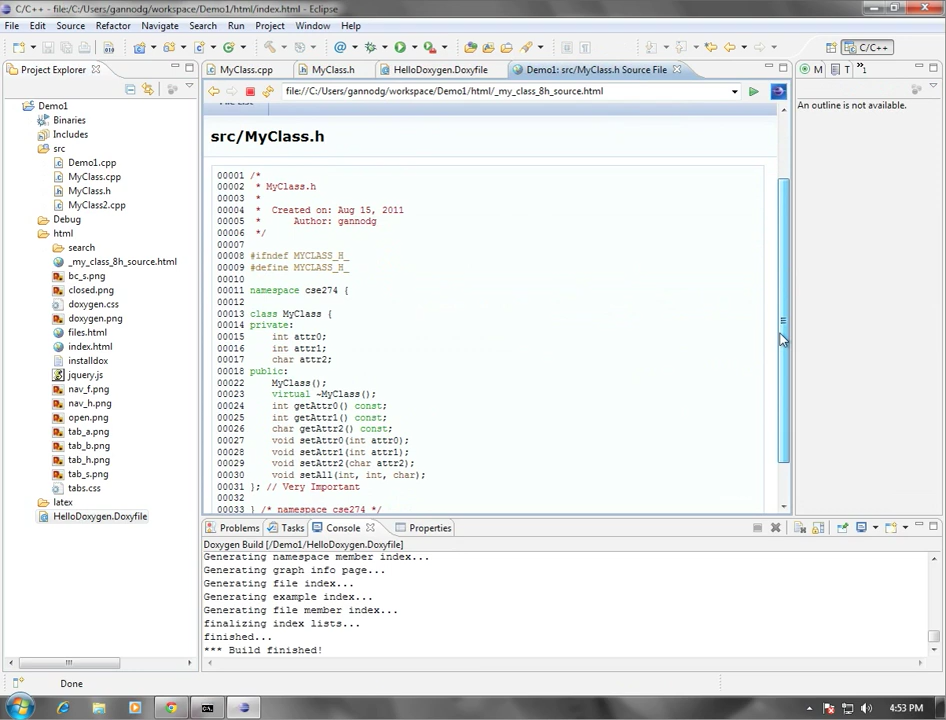 C/C++ - file:/C:/Users/gannodg/workspace/Demo1/html/index.html - Eclipse
File Edit Source Refactor Navigate Search Run Project Window Help
C/C++
Project Explorer
MyClass.cpp
MyClass.h
HelloDoxygen.Doxyfile
Demo1: src/MyClass.h Source File
M
T
1
file://C:/Users/gannodg/workspace/Demo1/html/_my_class_8h_source.html
An outline is not available.
Demo1
Binaries
Includes
src
Demo1.cpp
MyClass.cpp
MyClass.h
MyClass2.cpp
Debug
html
search
_my_class_8h_source.html
bc_s.png
closed.png
doxygen.css
doxygen.png
files.html
index.html
installdox
jquery.js
nav_f.png
nav_h.png
open.png
tab_a.png
tab_b.png
tab_h.png
tab_s.png
tabs.css
latex
HelloDoxygen.Doxyfile
File List
src/MyClass.h
00001 /*
00002  * MyClass.h
00003  *
00004  *  Created on: Aug 15, 2011
00005  *      Author: gannodg
00006  */
00007
00008 #ifndef MYCLASS_H_
00009 #define MYCLASS_H_
00010
00011 namespace cse274 {
00012
00013 class MyClass {
00014 private:
00015     int attr0;
00016     int attr1;
00017     char attr2;
00018 public:
00022     MyClass();
00023     virtual ~MyClass();
00024     int getAttr0() const;
00025     int getAttr1() const;
00026     char getAttr2() const;
00027     void setAttr0(int attr0);
00028     void setAttr1(int attr1);
00029     void setAttr2(char attr2);
00030     void setAll(int, int, char);
00031 }; // Very Important
00032
00033 } /* namespace cse274 */
Problems Tasks Console Properties
Doxygen Build [/Demo1/HelloDoxygen.Doxyfile]
Generating namespace member index...
Generating graph info page...
Generating file index...
Generating example index...
Generating file member index...
finalizing index lists...
finished...
*** Build finished!
Done
4:53 PM